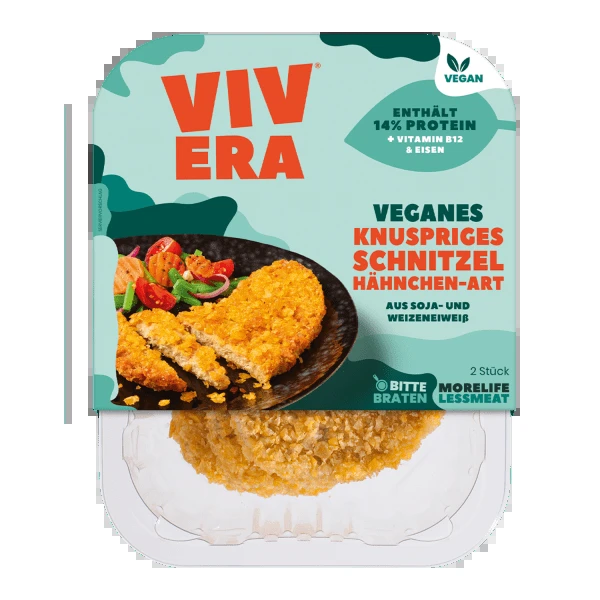 VIV
ERA®
VEGAN
ENTHÄLT
14% PROTEIN
+ VITAMIN B12
& EISEN
VEGANES
KNUSPRIGES
SCHNITZEL
HÄHNCHEN-ART
AUS SOJA- UND
WEIZENEIWEIß
2 Stück
BITTE
BRATEN
MORELIFE
LESSMEAT